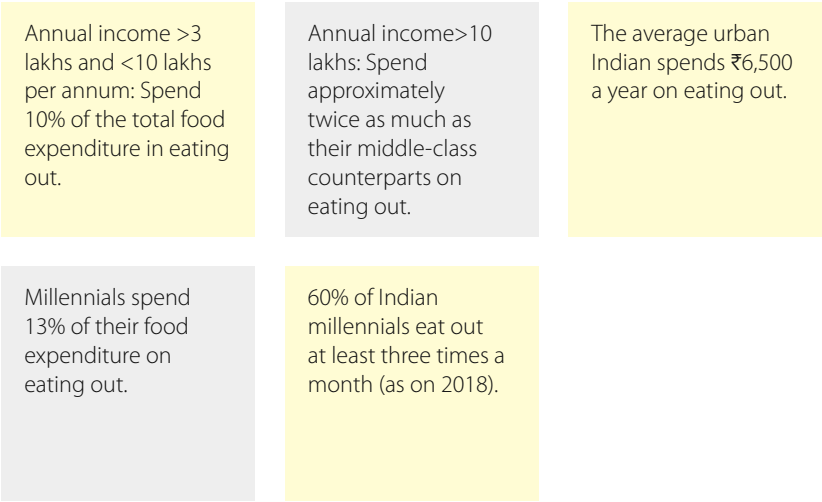 Annual income >3
lakhs and <10 lakhs
per annum: Spend
10% of the total food
expenditure in eating
out.
Annual income>10
lakhs: Spend
approximately
twice as much as
their middle-class
counterparts on
eating out.
The average urban
Indian spends ₹6,500
a year on eating out.
Millennials spend
13% of their food
expenditure on
eating out.
60% of Indian
millennials eat out
at least three times a
month (as on 2018).